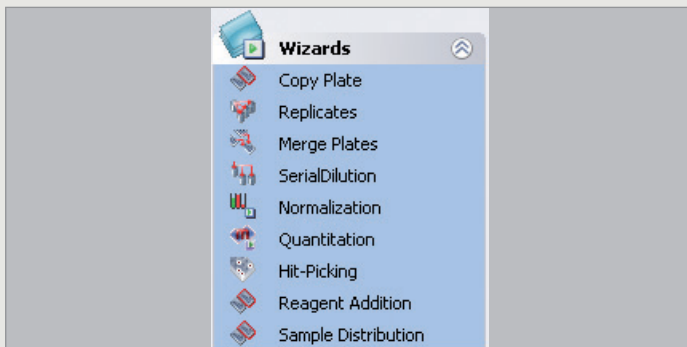 Wizards
Copy Plate
Replicates
Merge Plates
SerialDilution
Normalization
Quantitation
Hit-Picking
Reagent Addition
Sample Distribution